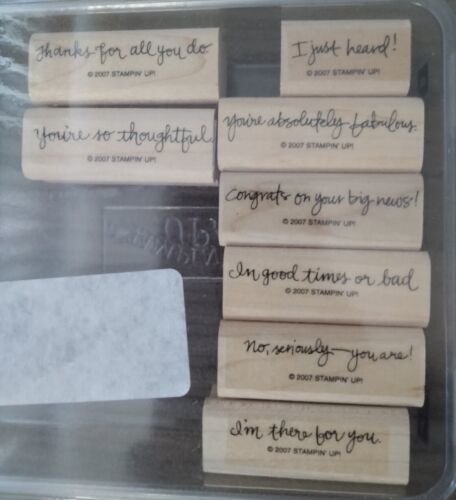 Thanks for all you do.
© 2007 STAMPIN' UP!
I just heard!
© 2007 STAMPIN' UP!
You're so thoughtful.
© 2007 STAMPIN' UP!
You're absolutely fabulous.
© 2007 STAMPIN' UP!
Congrats on your big news!
© 2007 STAMPIN' UP!
In good times or bad
© 2007 STAMPIN' UP!
No, seriously—you are!
© 2007 STAMPIN' UP!
I'm there for you.
© 2007 STAMPIN' UP!